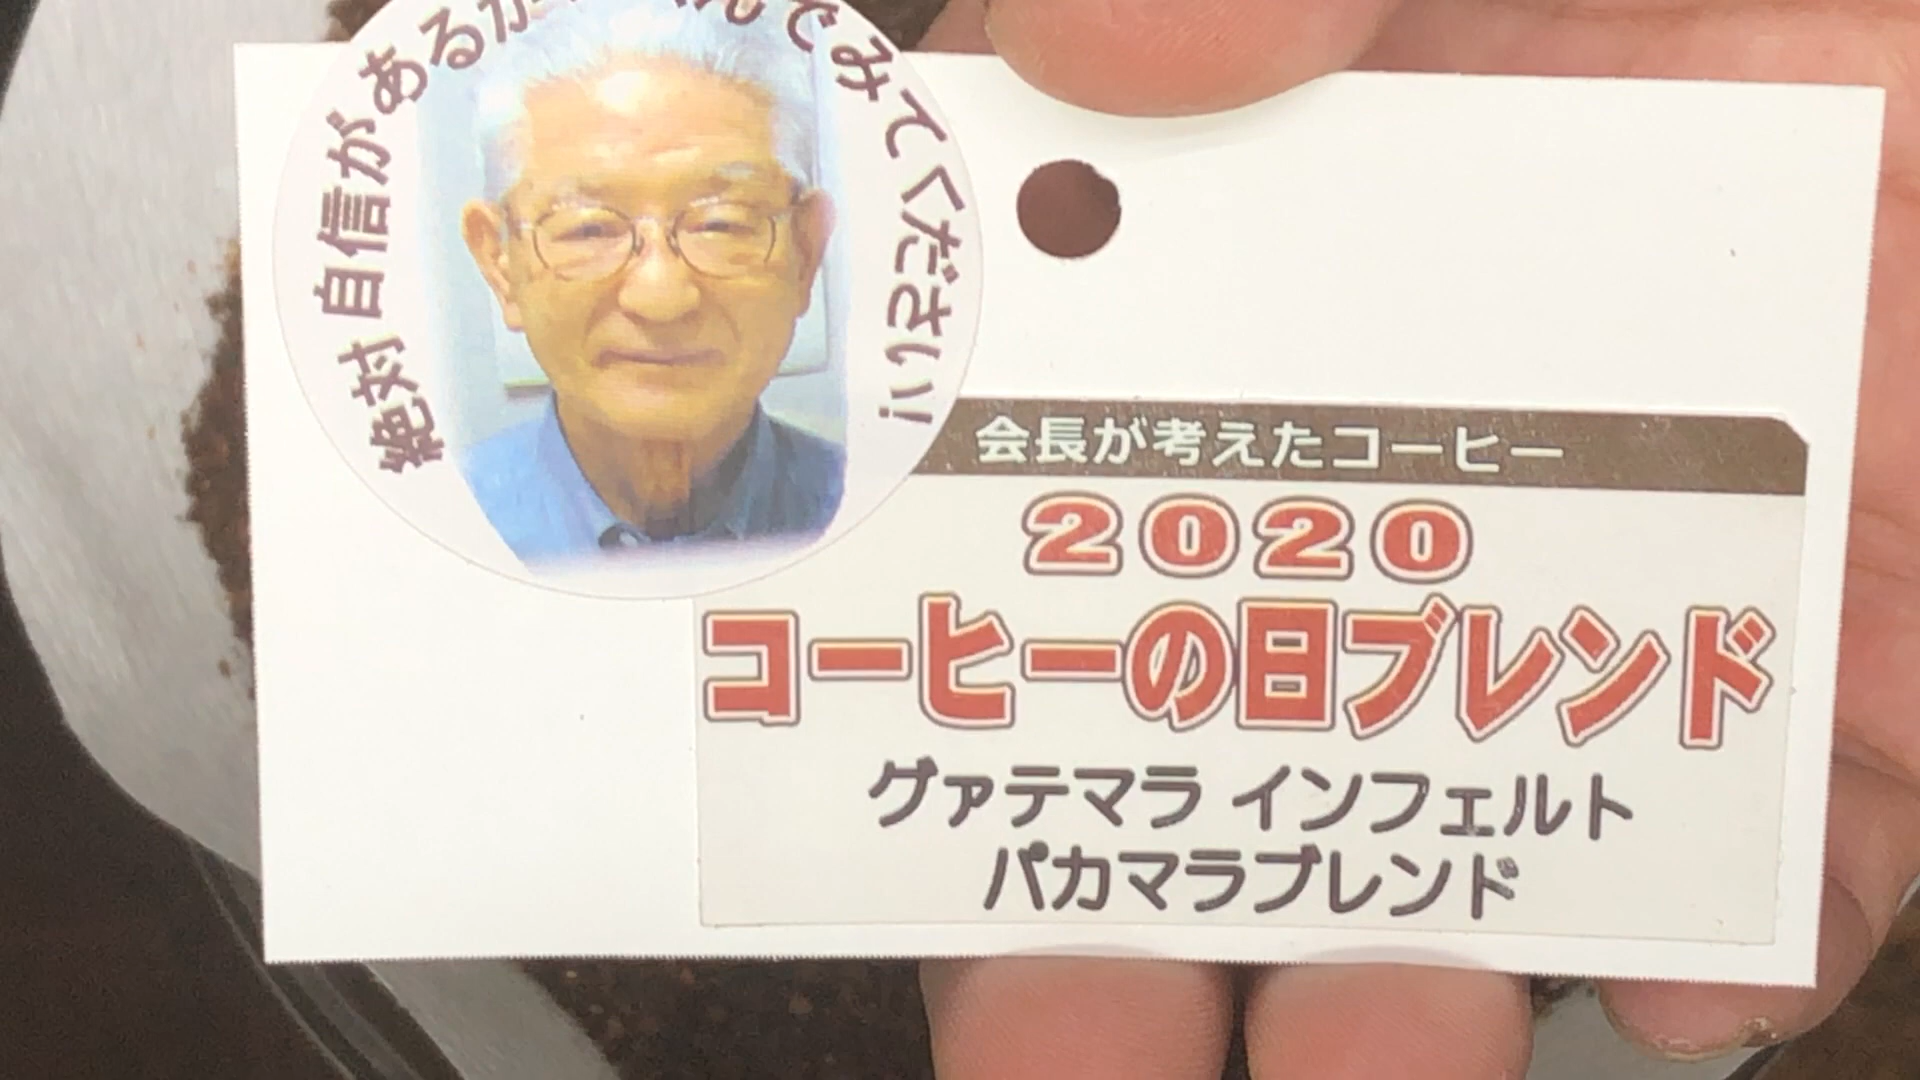 絶対 自信があるか んでみてください!
会長が考えたコーヒー
2020
コーヒーの日ブレンド
グァテマラ インフェルト
パカマラブレンド